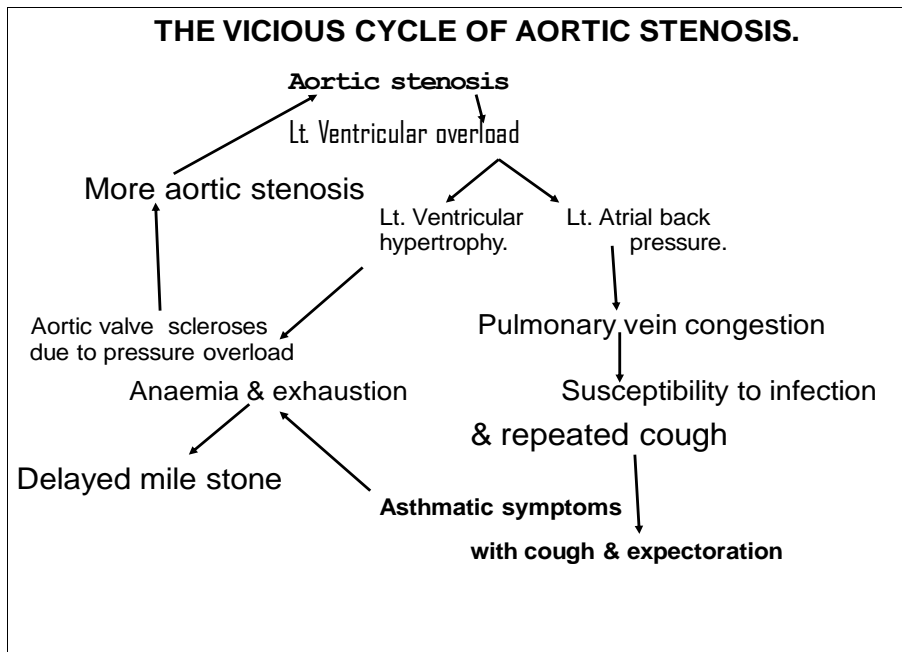 THE VICIOUS CYCLE OF AORTIC STENOSIS.
Aortic stenosis
Lt. Ventricular overload
More aortic stenosis
Lt. Ventricular
hypertrophy.
Lt. Atrial back
pressure.
Aortic valve scleroses
due to pressure overload
Pulmonary vein congestion
Anaemia & exhaustion
Susceptibility to infection
& repeated cough
Delayed mile stone
Asthmatic symptoms
with cough & expectoration